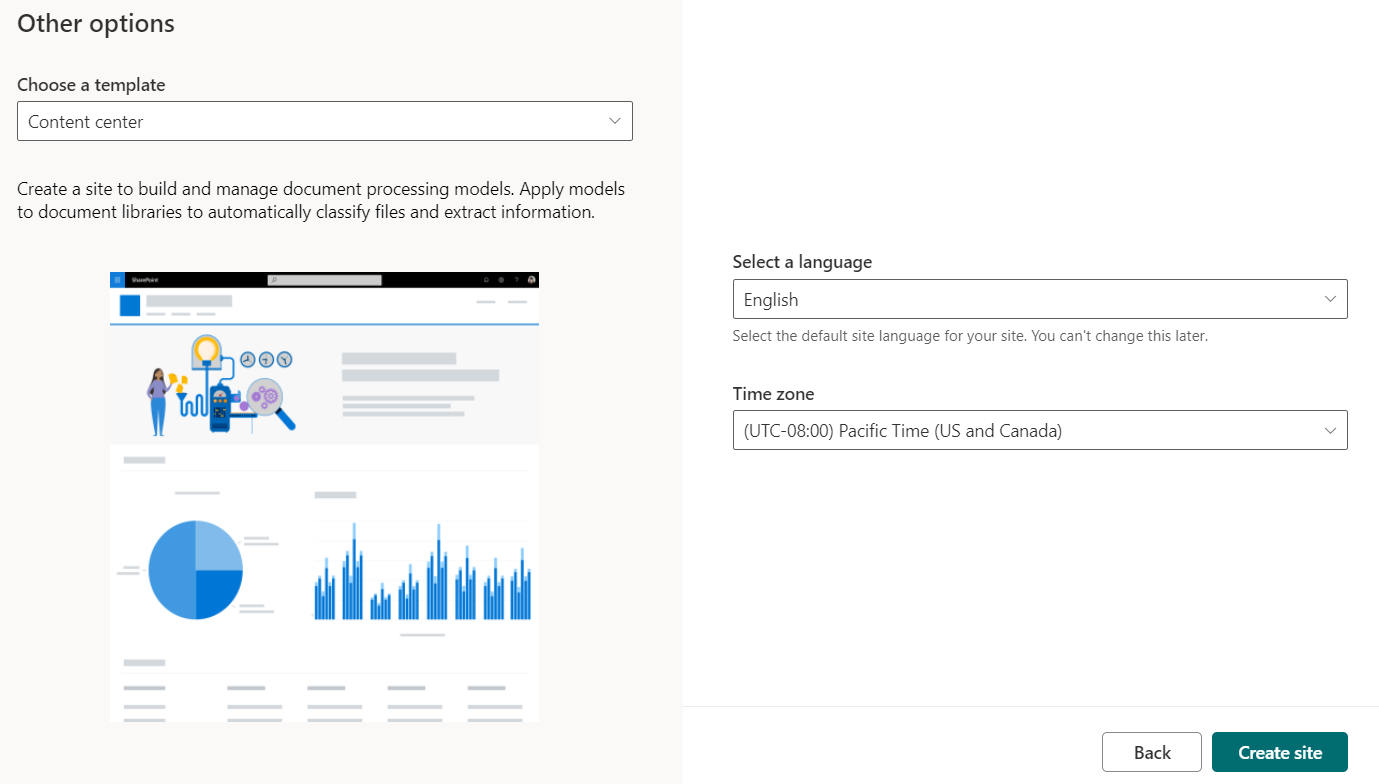 Other options
Choose a template
Content center
Create a site to build and manage document processing models. Apply models
to document libraries to automatically classify files and extract information.
SharePoint
Select a language
English
Select the default site language for your site. You can't change this later.
Time zone
(UTC-08:00) Pacific Time (US and Canada)
Back
Create site